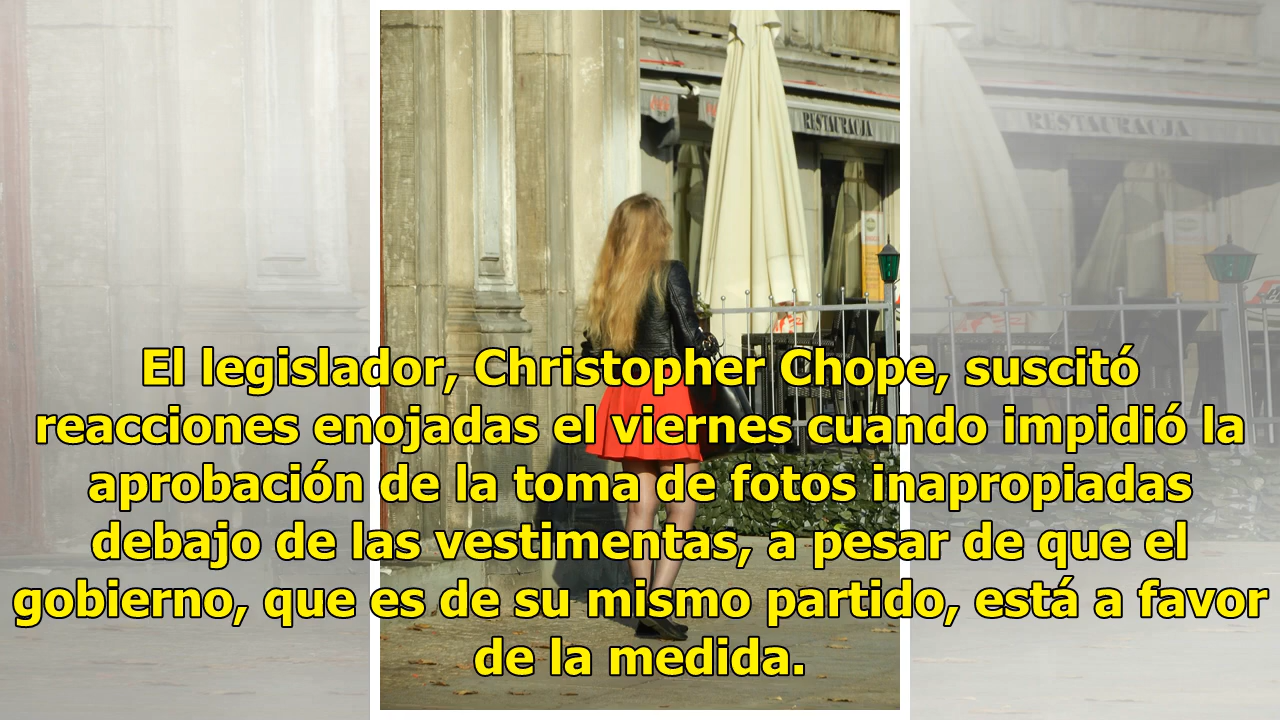 RESTAURACJA
RESTAURACJA
El legislador, Christopher Chope, suscitó
reacciones enojadas el viernes cuando impidió la
aprobación de la toma de fotos inapropiadas
debajo de las vestimentas, a pesar de que el
gobierno, que es de su mismo partido, está a favor
de la medida.